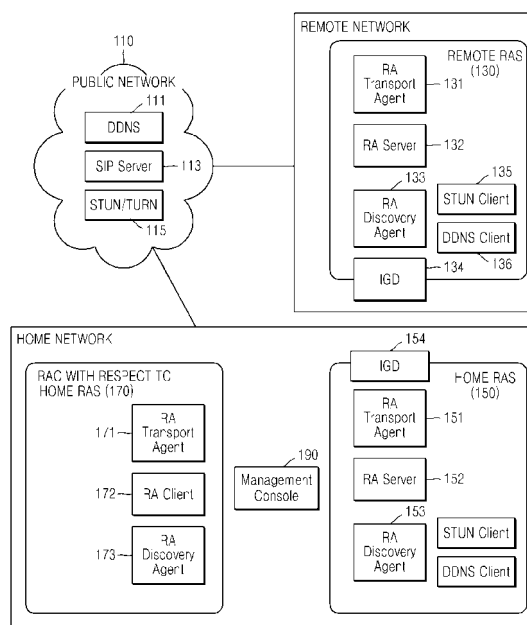 110
PUBLIC NETWORK
111
DDNS
SIP Server
113
STUN/TURN
115
REMOTE NETWORK
REMOTE RAS
(130)
RA
Transport
Agent
131
RA Server
132
133
RA
Discovery
Agent
135
STUN Client
DDNS Client
136
IGD
134
HOME NETWORK
RAC WITH RESPECT TC
HOME RAS (170)
171
RA
Transport
Agent
172
RA Client
173
RA
Discovery
Agent
190
Management
Console
154
IGD
HOME RAS
(150)
RA
Transport
Agent
151
RA Server
152
153
RA
Discovery
Agent
STUN Client
DDNS Client